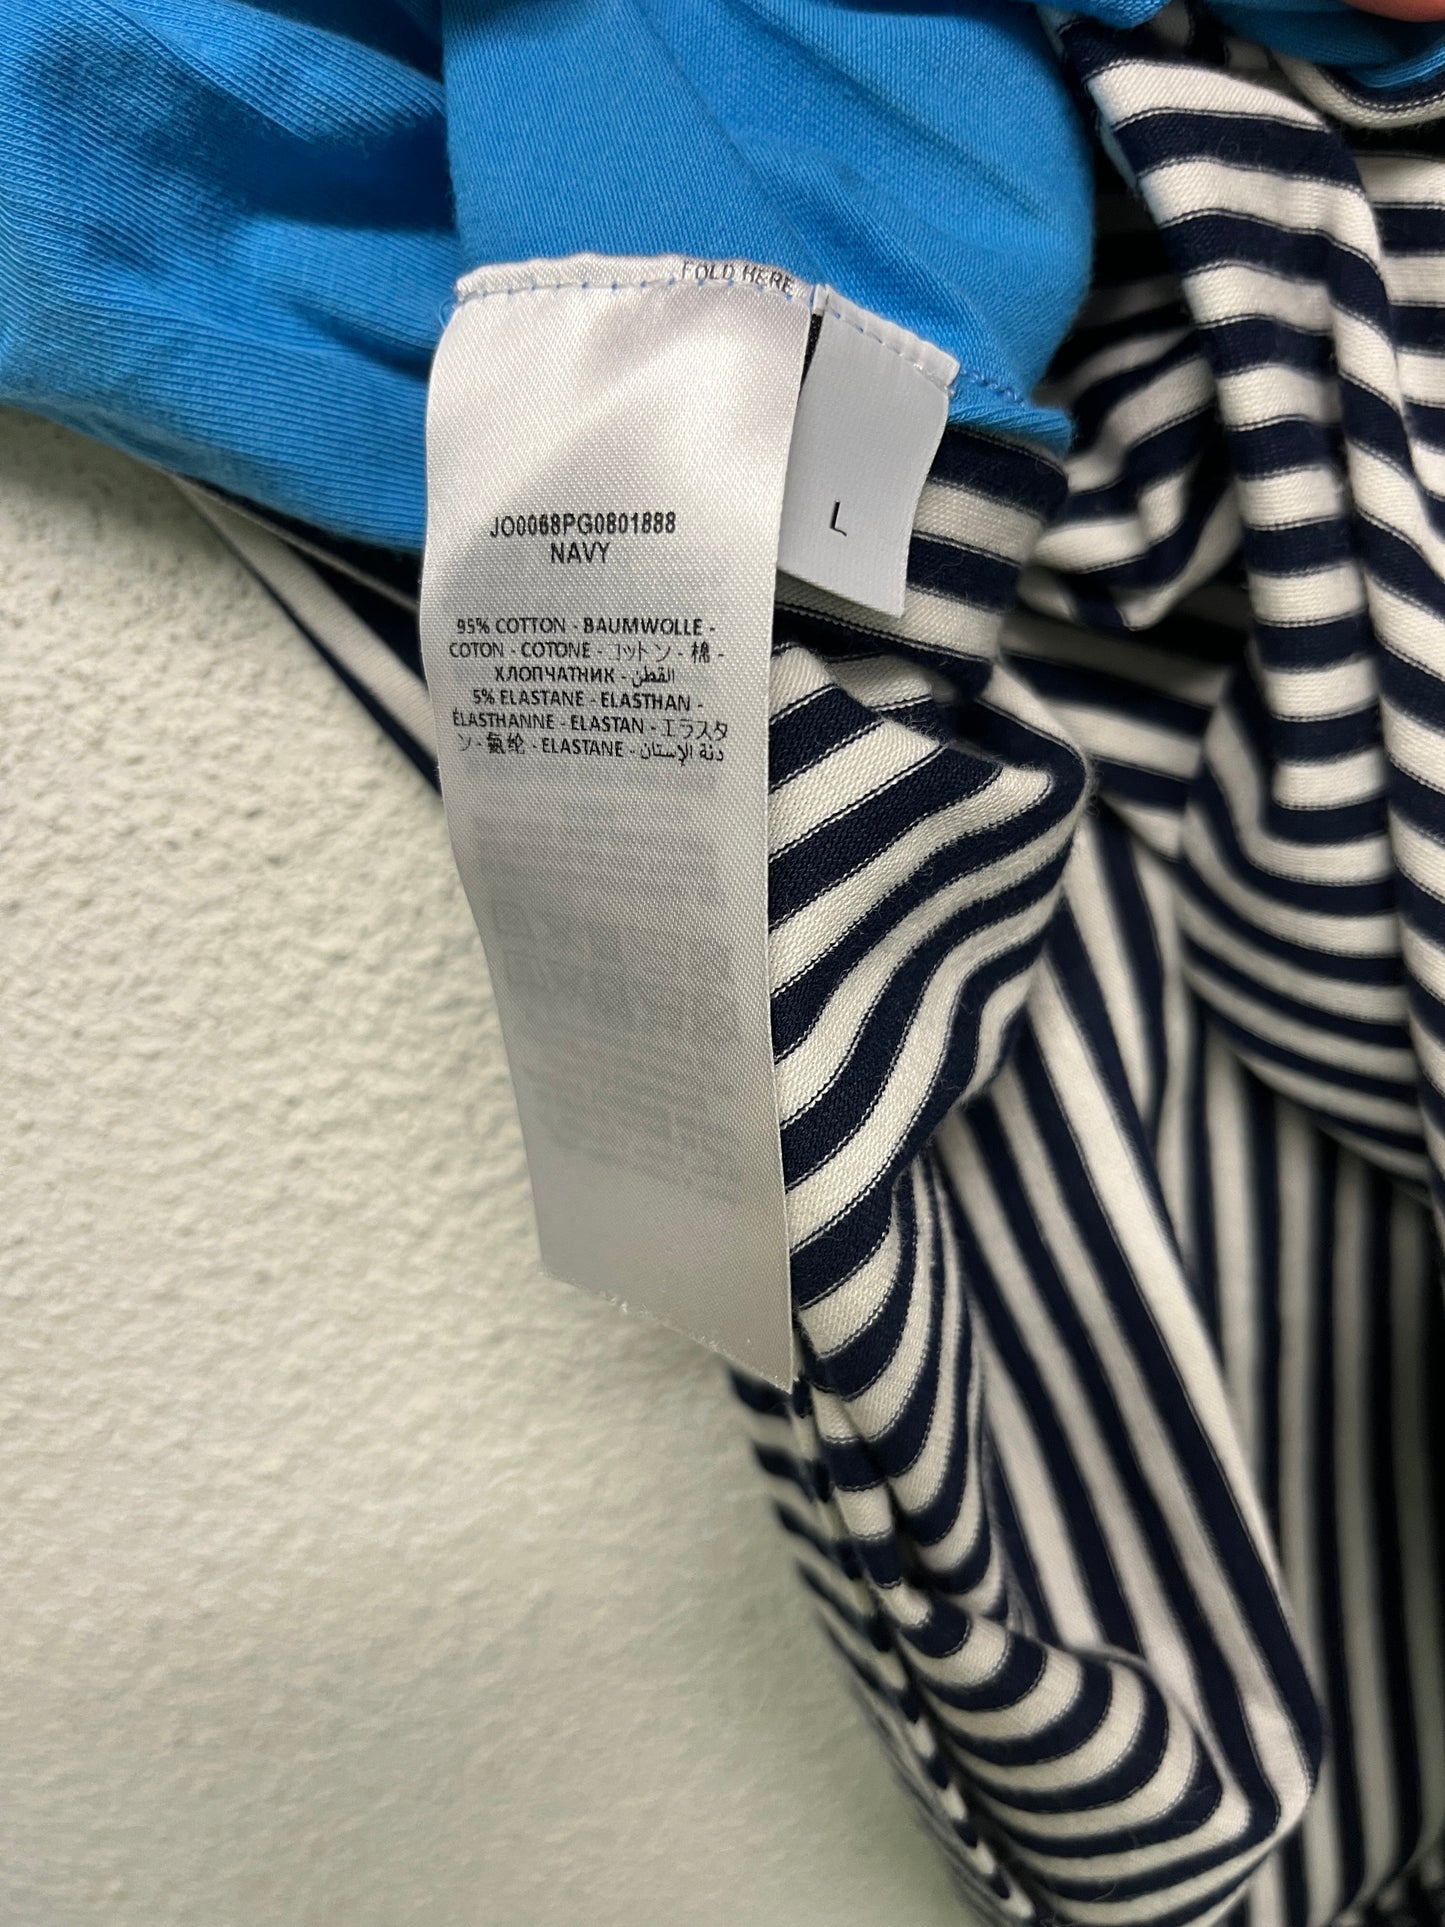 FOLD HERE
L
JO0068PG0801888
NAVY
95% COTTON - BAUMWOLLE -
COTON - COTONE - コットン - 棉 -
ХЛОПЧАТНИК - القطن
5% ELASTANE - ELASTHAN -
ÉLASTHANNE - ELASTAN - エラスタ
ン - 氨纶 - ELASTANE - دنة الإستان